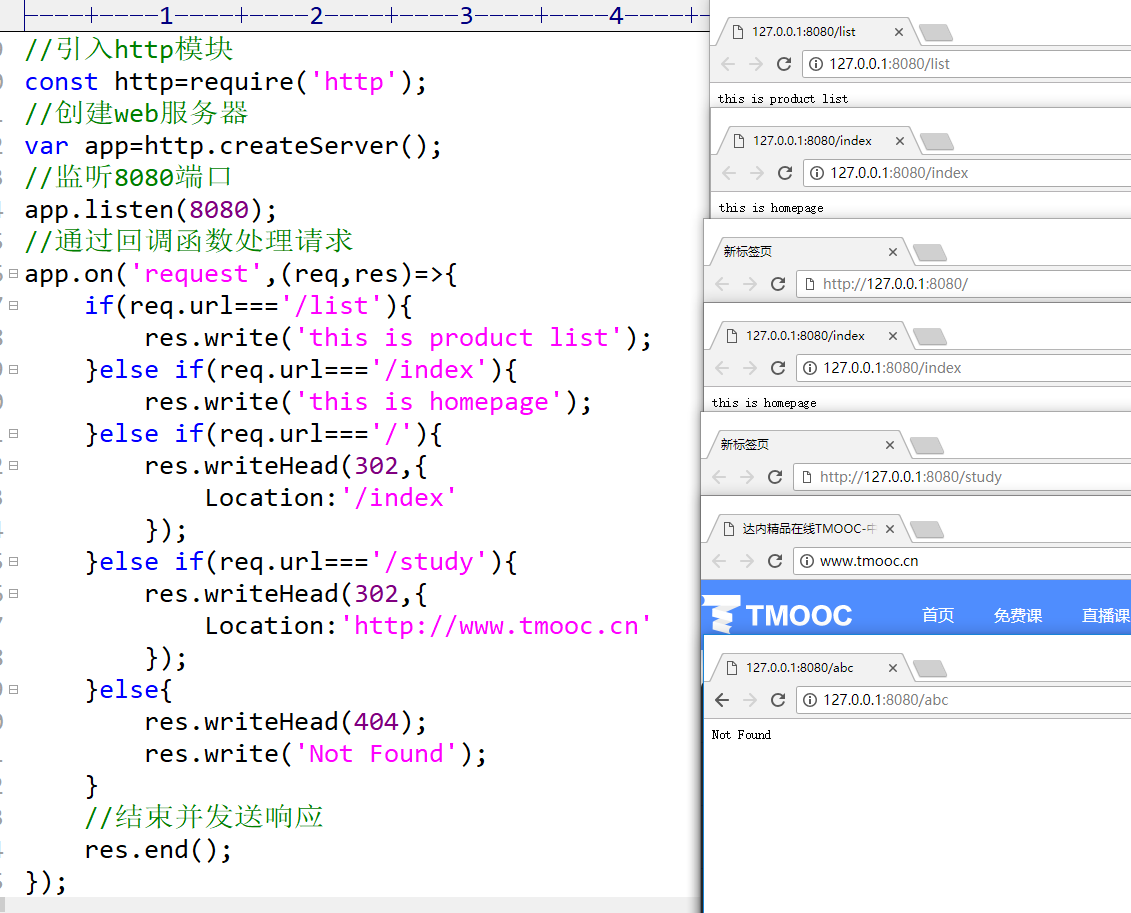 ----+----1----+----2----+----3----+----4----+-
//引入http模块
const http=require('http');
//创建web服务器
var app=http.createServer();
//监听8080端口
app.listen(8080);
//通过回调函数处理请求
app.on('request',(req,res)=>{
    if(req.url==='/list'){
        res.write('this is product list');
    }else if(req.url==='/index'){
        res.write('this is homepage');
    }else if(req.url==='/'){
        res.writeHead(302,{
            Location:'/index'
        });
    }else if(req.url==='/study'){
        res.writeHead(302,{
            Location:'http://www.tmooc.cn'
        });
    }else{
        res.writeHead(404);
        res.write('Not Found');
    }
    //结束并发送响应
    res.end();
});
127.0.0.1:8080/list
127.0.0.1:8080/list
this is product list
127.0.0.1:8080/index
127.0.0.1:8080/index
this is homepage
新标签页
http://127.0.0.1:8080/
127.0.0.1:8080/index
127.0.0.1:8080/index
this is homepage
新标签页
http://127.0.0.1:8080/study
达内精品在线TMOOC-中
www.tmooc.cn
TMOOC 首页 免费课 直播课
127.0.0.1:8080/abc
127.0.0.1:8080/abc
Not Found